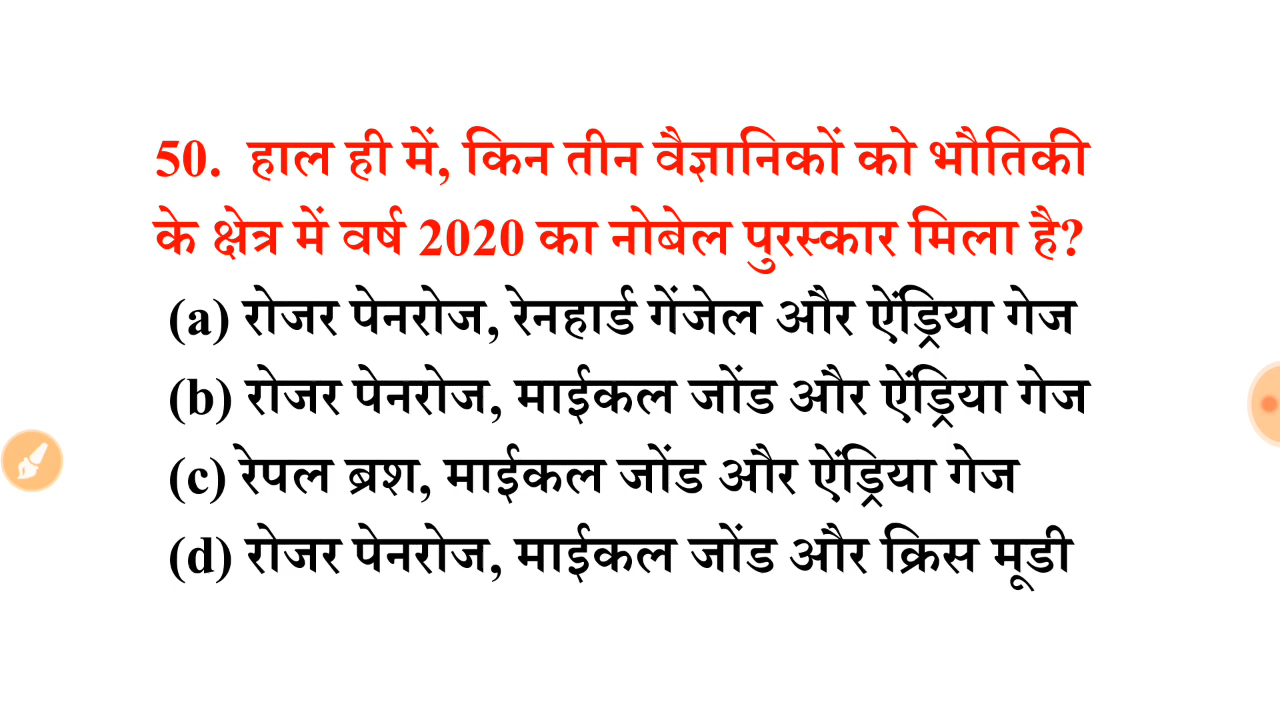 50. हाल ही में, किन तीन वैज्ञानिकों को भौतिकी
के क्षेत्र में वर्ष 2020 का नोबेल पुरस्कार मिला है?
(a) रोजर पेनरोज, रेनहार्ड गेंजेल और ऐंड्रिया गेज
(b) रोजर पेनरोज, माईकल जोंड और ऐंड्रिया गेज
(c) रेपल ब्रश, माईकल जोंड और ऐंड्रिया गेज
(d) रोजर पेनरोज, माईकल जोंड और क्रिस मूडी